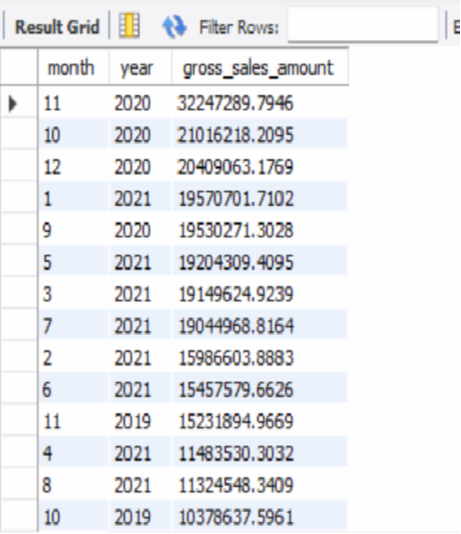 Result Grid Filter Rows: E
month year gross_sales_amount
11 2020 32247289.7946
10 2020 21016218.2095
12 2020 20409063.1769
1 2021 19570701.7102
9 2020 19530271.3028
5 2021 19204309.4095
3 2021 19149624.9239
7 2021 19044968.8164
2 2021 15986603.8883
6 2021 15457579.6626
11 2019 15231894.9669
4 2021 11483530.3032
8 2021 11324548.3409
10 2019 10378637.5961